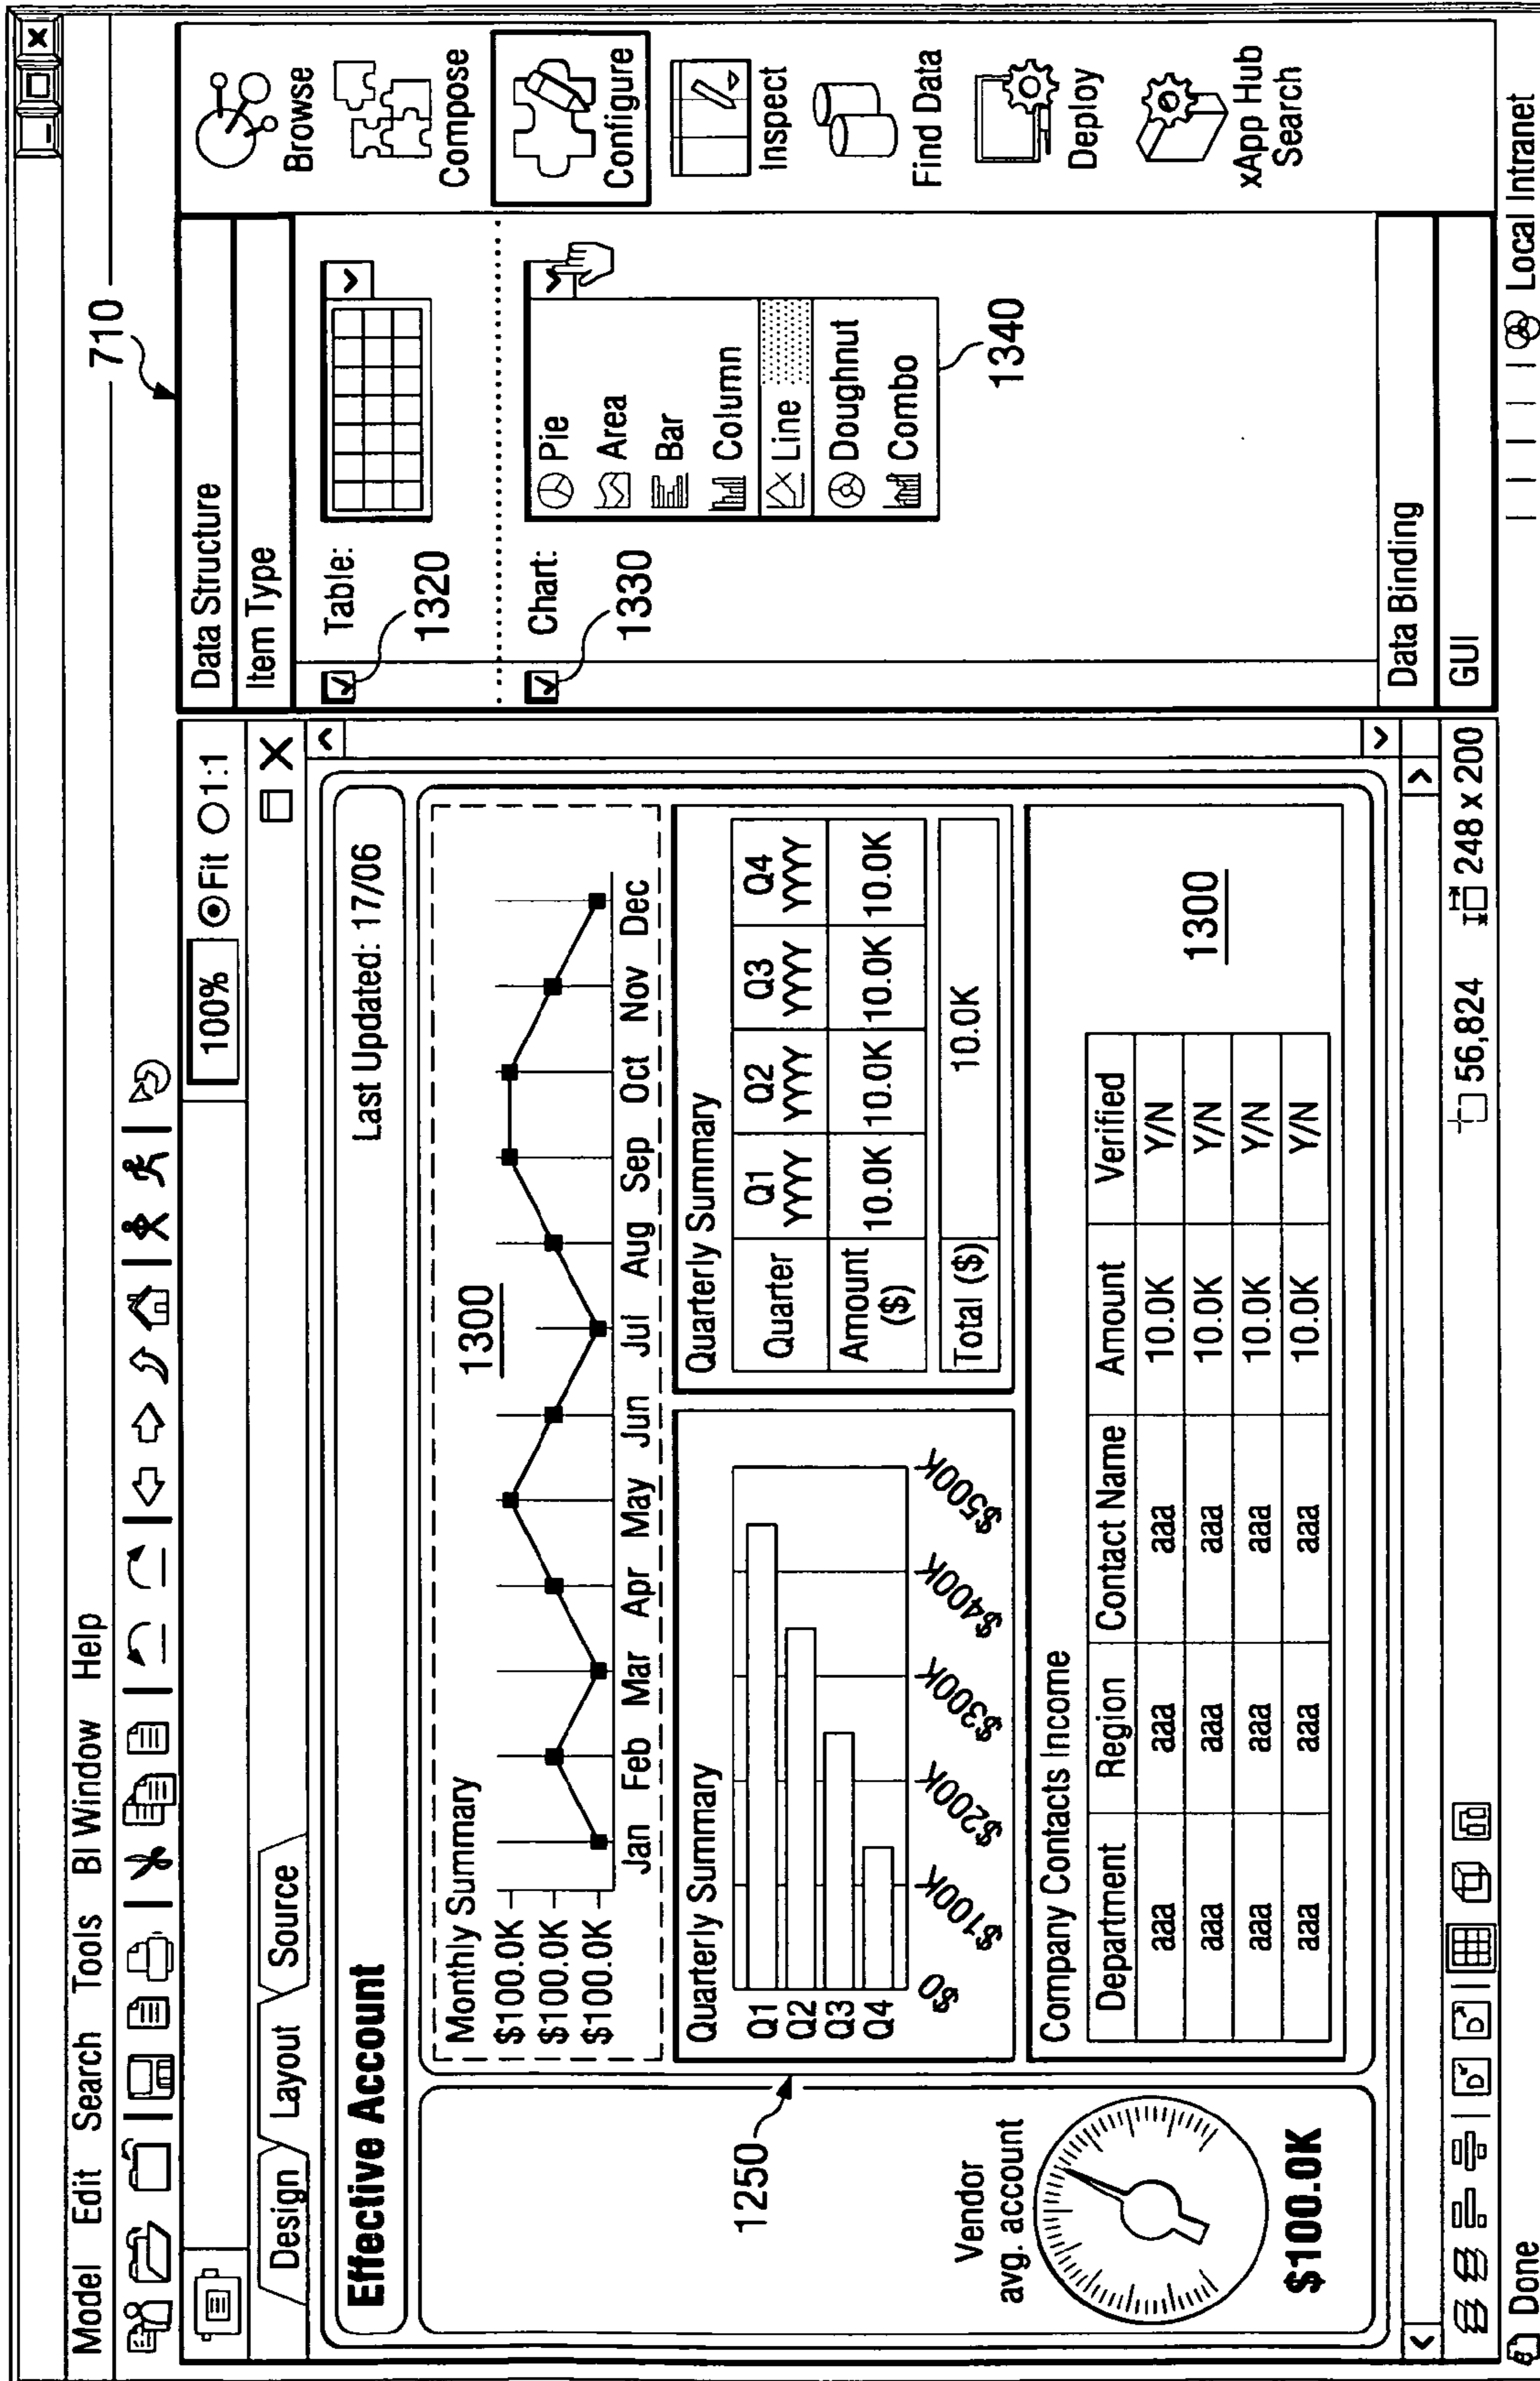 Model Edit Search Tools BI Window Help
710
100% Fit 1:1
Design Layout Source
Effective Account
Last Updated: 17/06
Monthly Summary
1300
$100.0K
$100.0K
$100.0K
Jan Feb Mar Apr May Jun Jul Aug Sep Oct Nov Dec
1250
Quarterly Summary
Q1
Q2
Q3
Q4
$0 $100K $200K $300K $400K $500K
Quarterly Summary
Quarter Q1 YYYY Q2 YYYY Q3 YYYY Q4 YYYY
Amount ($) 10.0K 10.0K 10.0K 10.0K
Total ($) 10.0K
Vendor
avg. account
$100.0K
Company Contacts Income
Department Region Contact Name Amount Verified
aaa aaa aaa 10.0K Y/N
aaa aaa aaa 10.0K Y/N
aaa aaa aaa 10.0K Y/N
aaa aaa aaa 10.0K Y/N
1300
Data Structure
Item Type
Table:
1320
Chart:
1330
Pie
Area
Bar
Column
Line
Doughnut
Combo
1340
Data Binding
GUI
Browse
Compose
Configure
Inspect
Find Data
Deploy
xApp Hub
Search
56,824 248 x 200
Done
Local Intranet